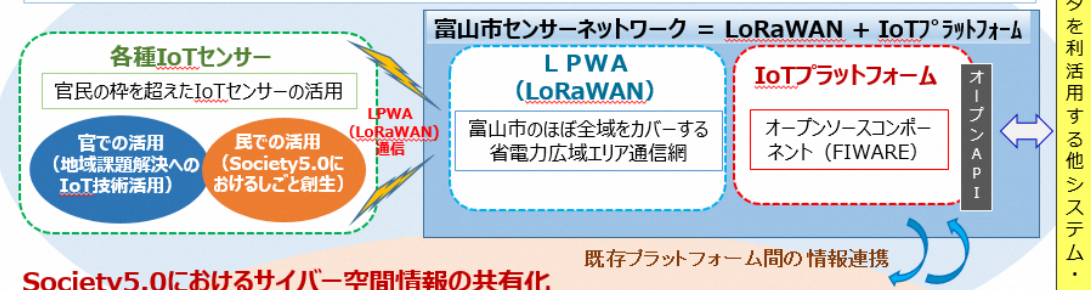 富山市センサーネットワーク = LoRaWAN + IoTプラットフォーム
各種IoTセンサー
官民の枠を超えたIoTセンサーの活用
官での活用
(地域課題解決への
IoT技術活用)
民での活用
(Society5.0に
おけるしごと創生)
LPWA
(LoRaWAN)
通信
LPWA
(LoRaWAN)
富山市のほぼ全域をカバーする
省電力広域エリア通信網
IoTプラットフォーム
オープンソースコンポー
ネント(FIWARE)
オープンAPI
タを利活用する他システム・
既存プラットフォーム間の情報連携
Society5.0におけるサイバー空間情報の共有化